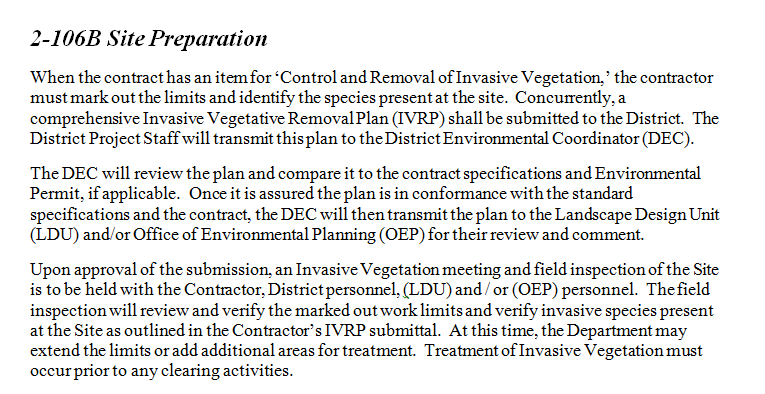 2-106B Site Preparation
When the contract has an item for ‘Control and Removal of Invasive Vegetation,’ the contractor
must mark out the limits and identify the species present at the site.  Concurrently, a
comprehensive Invasive Vegetative Removal Plan (IVRP) shall be submitted to the District.  The
District Project Staff will transmit this plan to the District Environmental Coordinator (DEC).
The DEC will review the plan and compare it to the contract specifications and Environmental
Permit, if applicable.  Once it is assured the plan is in conformance with the standard
specifications and the contract, the DEC will then transmit the plan to the Landscape Design Unit
(LDU) and/or Office of Environmental Planning (OEP) for their review and comment.
Upon approval of the submission, an Invasive Vegetation meeting and field inspection of the Site
is to be held with the Contractor, District personnel, (LDU) and / or (OEP) personnel.  The field
inspection will review and verify the marked out work limits and verify invasive species present
at the Site as outlined in the Contractor’s IVRP submittal.  At this time, the Department may
extend the limits or add additional areas for treatment.  Treatment of Invasive Vegetation must
occur prior to any clearing activities.